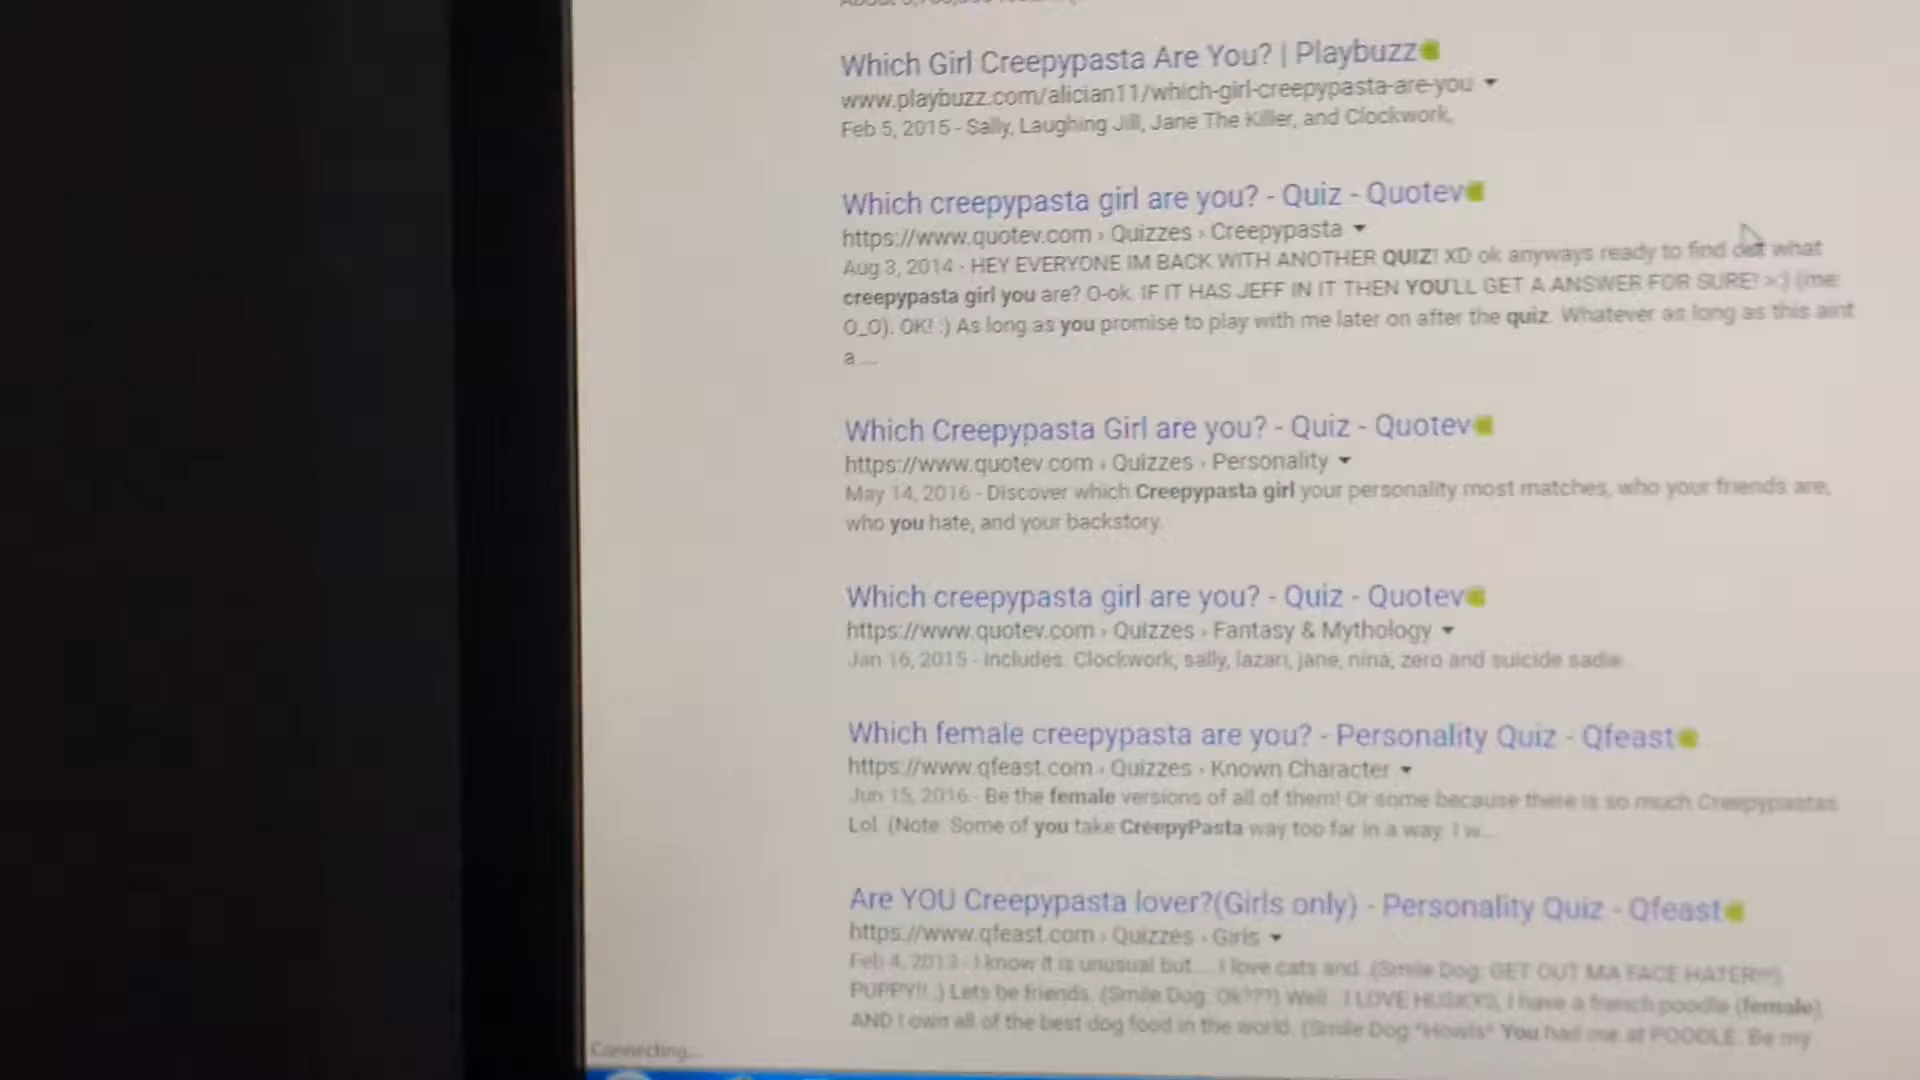 Which Girl Creepypasta Are You? | Playbuzz
www.playbuzz.com/alician11/which-girl-creepypasta-are-you
Feb 5, 2015 - Sally, Laughing Jill, Jane The Killer, and Clockwork,
Which creepypasta girl are you? - Quiz - Quotev
https://www.quotev.com › Quizzes › Creepypasta
Aug 3, 2014 - HEY EVERYONE IM BACK WITH ANOTHER QUIZ! XD ok anyways ready to find out what
creepypasta girl you are? O-ok. IF IT HAS JEFF IN IT THEN YOU'LL GET A ANSWER FOR SURE! >:) (me:
O_O). OK! :) As long as you promise to play with me later on after the quiz. Whatever as long as this aint
a ...
Which Creepypasta Girl are you? - Quiz - Quotev
https://www.quotev.com › Quizzes › Personality
May 14, 2016 - Discover which Creepypasta girl your personality most matches, who your friends are,
who you hate, and your backstory.
Which creepypasta girl are you? - Quiz - Quotev
https://www.quotev.com › Quizzes › Fantasy & Mythology
Jan 16, 2015 - Includes. Clockwork, sally, lazari, jane, nina, zero and suicide sadie
Which female creepypasta are you? - Personality Quiz - Qfeast
https://www.qfeast.com › Quizzes › Known Character
Jun 15, 2016 - Be the female versions of all of them! Or some because there is so much Creepypastas
Lol. (Note: Some of you take CreepyPasta way too far in a way. I w...
Are YOU Creepypasta lover?(Girls only) - Personality Quiz - Qfeast
https://www.qfeast.com › Quizzes › Girls
Feb 4, 2013 - I know it is unusual but.... I love cats and. (Smile Dog: GET OUT MA FACE HATER!!!)
PUPPY!! :) Lets be friends. (Smile Dog: Ok???) Well.. I LOVE HUSKYS, I have a french poodle (female),
AND I own all of the best dog food in the world. (Smile Dog:*Howls* You had me at POODLE. Be my
Connecting...